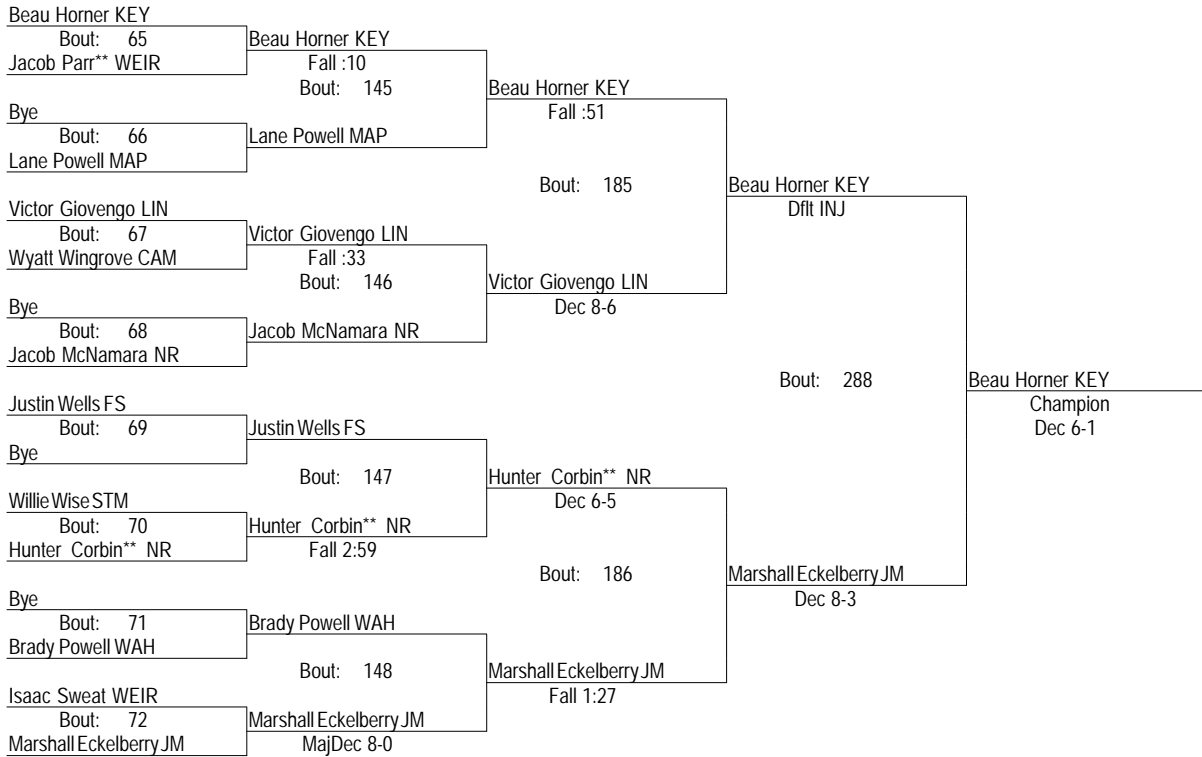 Beau Horner KEY
Bout: 65
Jacob Parr** WEIR
Beau Horner KEY
Fall :10
Bout: 145
Bye
Bout: 66
Lane Powell MAP
Lane Powell MAP
Beau Horner KEY
Fall :51
Bout: 185
Victor Giovengo LIN
Bout: 67
Wyatt Wingrove CAM
Victor Giovengo LIN
Fall :33
Bout: 146
Bye
Bout: 68
Jacob McNamara NR
Jacob McNamara NR
Victor Giovengo LIN
Dec 8-6
Beau Horner KEY
Dflt INJ
Bout: 288
Beau Horner KEY
Champion
Dec 6-1
Justin Wells FS
Bout: 69
Bye
Justin Wells FS
Bout: 147
Willie Wise STM
Bout: 70
Hunter Corbin** NR
Hunter Corbin** NR
Fall 2:59
Hunter Corbin** NR
Dec 6-5
Bout: 186
Bye
Bout: 71
Brady Powell WAH
Brady Powell WAH
Bout: 148
Isaac Sweat WEIR
Bout: 72
Marshall Eckelberry JM
Marshall Eckelberry JM
MajDec 8-0
Marshall Eckelberry JM
Fall 1:27
Marshall Eckelberry JM
Dec 8-3